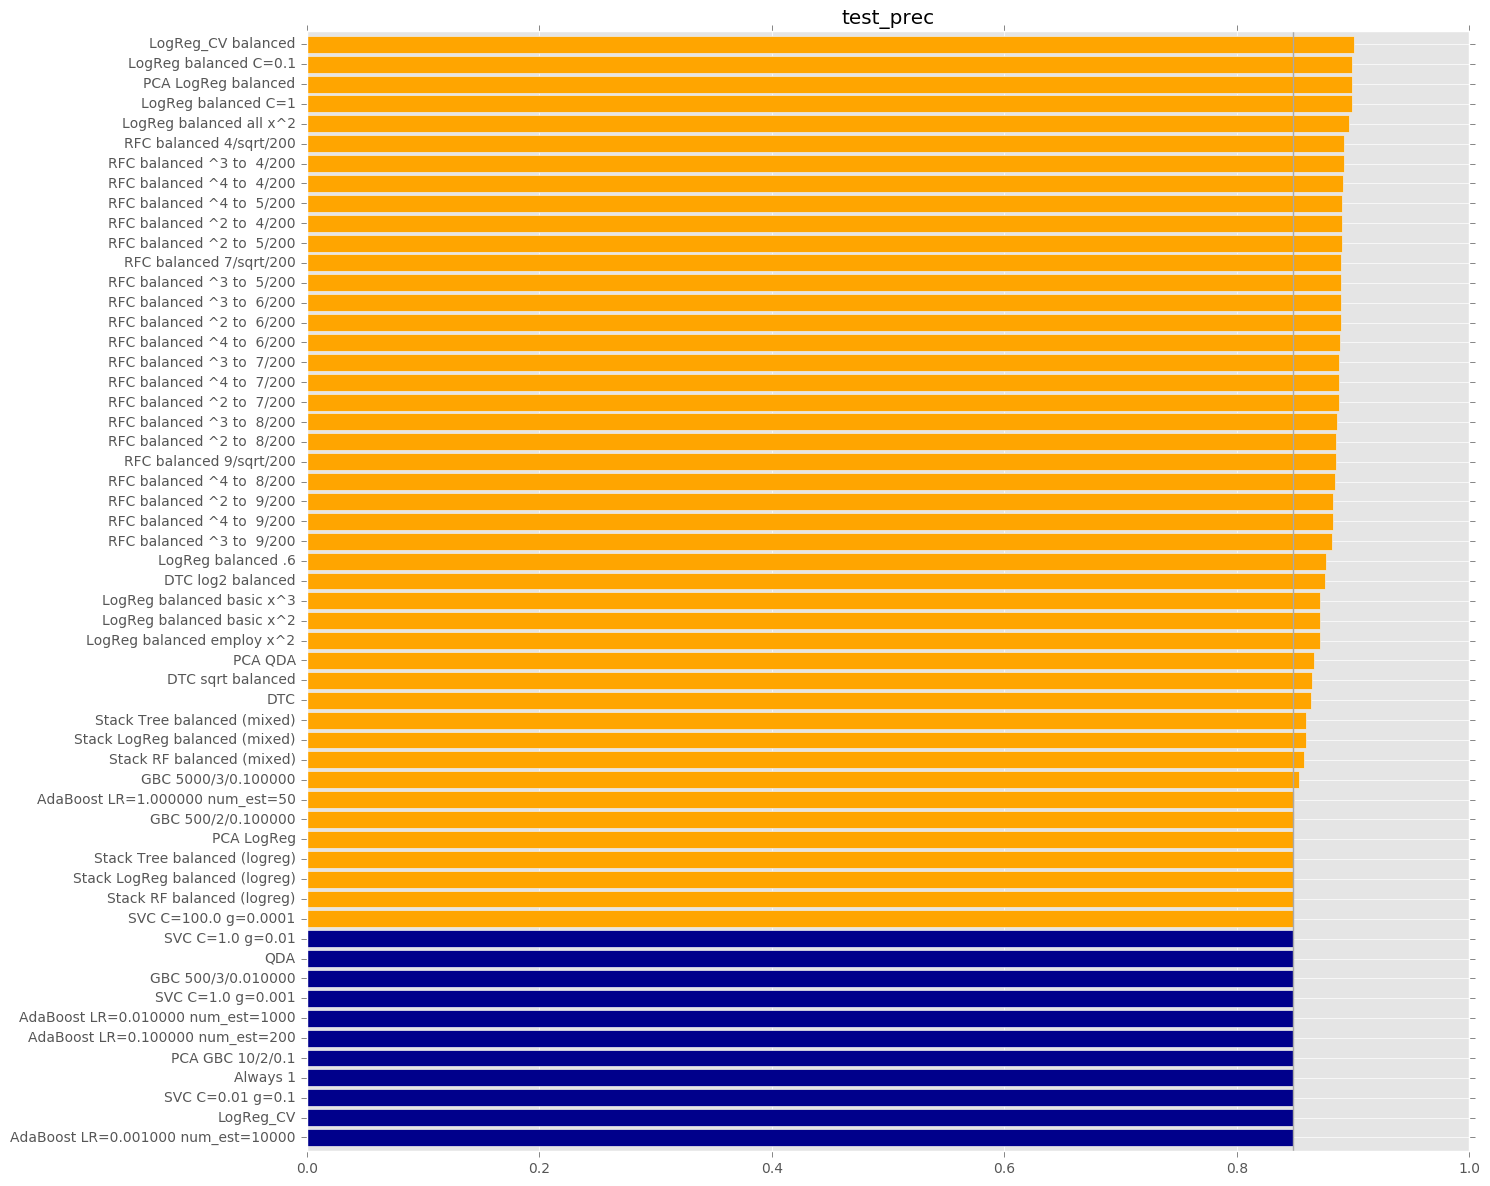 test_prec
LogReg_CV balanced
LogReg balanced C=0.1
PCA LogReg balanced
LogReg balanced C=1
LogReg balanced all x^2
RFC balanced 4/sqrt/200
RFC balanced ^3 to  4/200
RFC balanced ^4 to  4/200
RFC balanced ^4 to  5/200
RFC balanced ^2 to  4/200
RFC balanced ^2 to  5/200
RFC balanced 7/sqrt/200
RFC balanced ^3 to  5/200
RFC balanced ^3 to  6/200
RFC balanced ^2 to  6/200
RFC balanced ^4 to  6/200
RFC balanced ^3 to  7/200
RFC balanced ^4 to  7/200
RFC balanced ^2 to  7/200
RFC balanced ^3 to  8/200
RFC balanced ^2 to  8/200
RFC balanced 9/sqrt/200
RFC balanced ^4 to  8/200
RFC balanced ^2 to  9/200
RFC balanced ^4 to  9/200
RFC balanced ^3 to  9/200
LogReg balanced .6
DTC log2 balanced
LogReg balanced basic x^3
LogReg balanced basic x^2
LogReg balanced employ x^2
PCA QDA
DTC sqrt balanced
DTC
Stack Tree balanced (mixed)
Stack LogReg balanced (mixed)
Stack RF balanced (mixed)
GBC 5000/3/0.100000
AdaBoost LR=1.000000 num_est=50
GBC 500/2/0.100000
PCA LogReg
Stack Tree balanced (logreg)
Stack LogReg balanced (logreg)
Stack RF balanced (logreg)
SVC C=100.0 g=0.0001
SVC C=1.0 g=0.01
QDA
GBC 500/3/0.010000
SVC C=1.0 g=0.001
AdaBoost LR=0.010000 num_est=1000
AdaBoost LR=0.100000 num_est=200
PCA GBC 10/2/0.1
Always 1
SVC C=0.01 g=0.1
LogReg_CV
AdaBoost LR=0.001000 num_est=10000
0.0 0.2 0.4 0.6 0.8 1.0